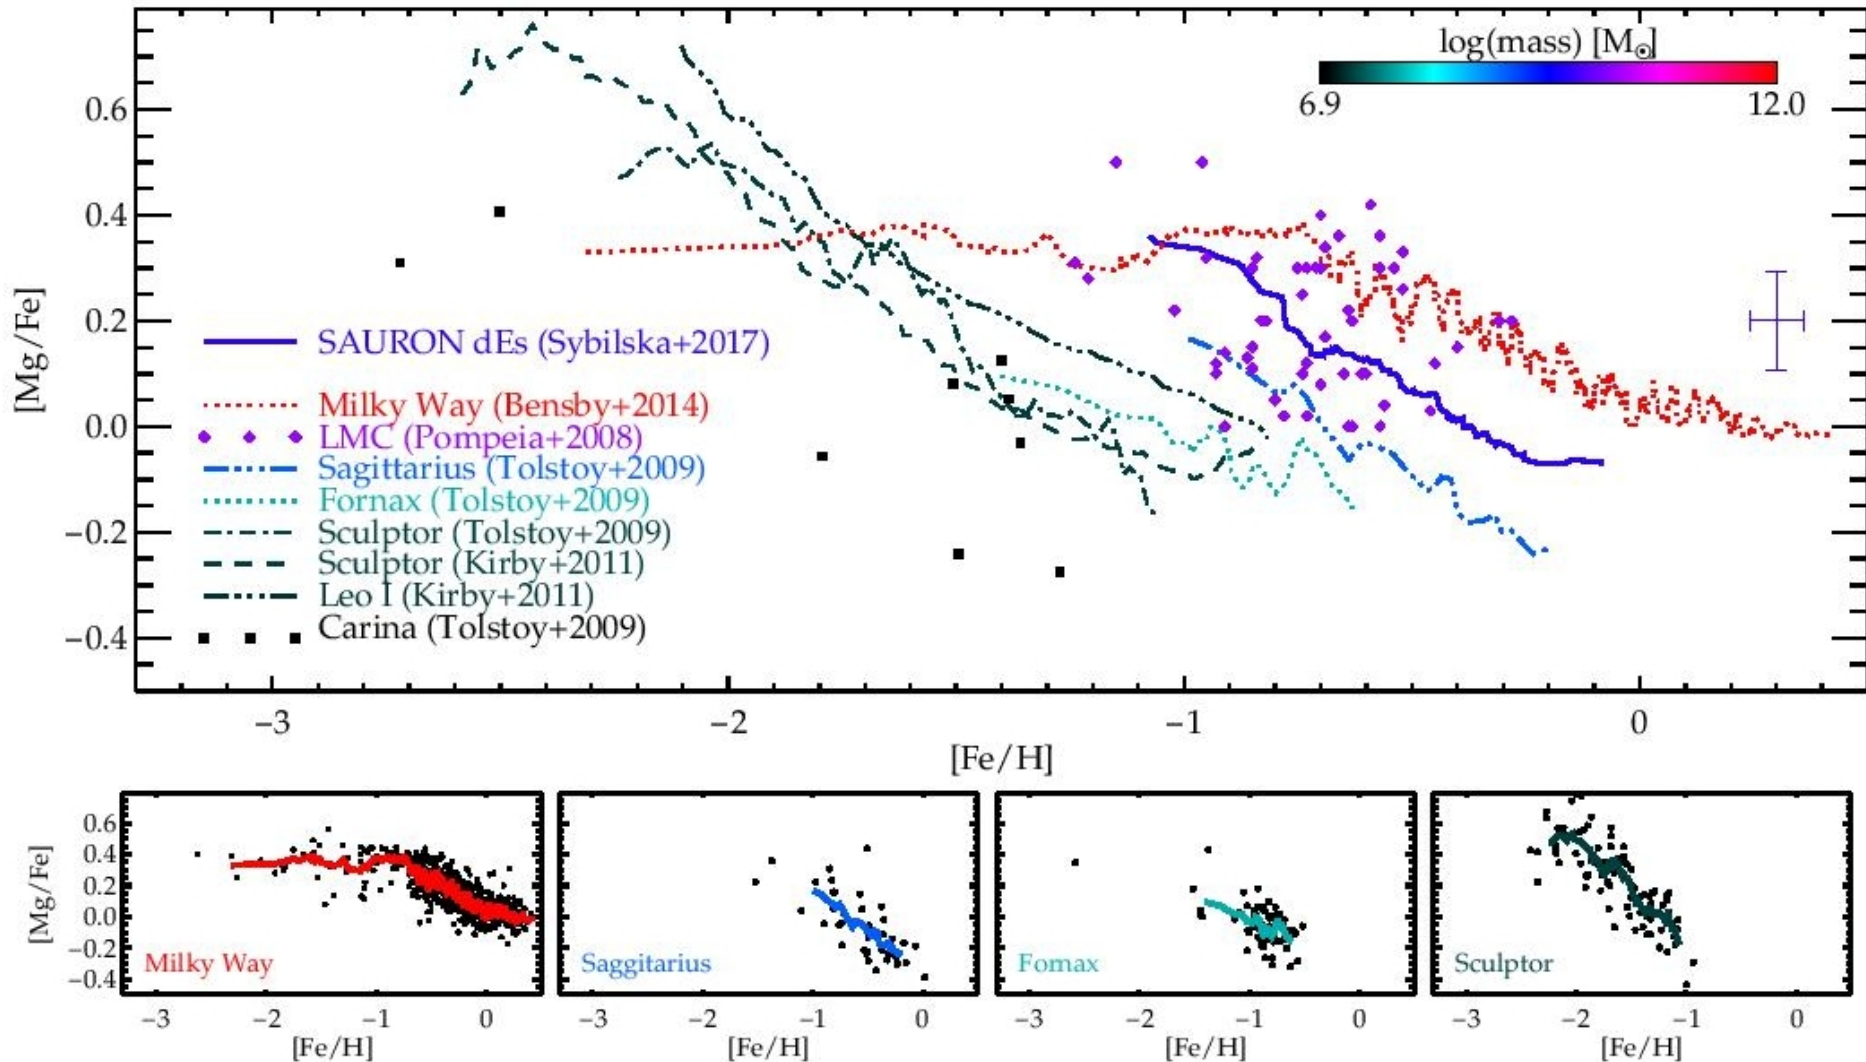 log(mass) [M☉]
6.9 12.0
0.6
0.4
0.2
0.0
−0.2
−0.4
[Mg/Fe]
SAURON dEs (Sybilska+2017)
Milky Way (Bensby+2014)
LMC (Pompeia+2008)
Sagittarius (Tolstoy+2009)
Fornax (Tolstoy+2009)
Sculptor (Tolstoy+2009)
Sculptor (Kirby+2011)
Leo I (Kirby+2011)
Carina (Tolstoy+2009)
−3 −2 −1 0
[Fe/H]
0.6
0.4
0.2
0.0
−0.2
−0.4
[Mg/Fe]
Milky Way Saggitarius Fornax Sculptor
−3 −2 −1 0 −3 −2 −1 0 −3 −2 −1 0 −3 −2 −1 0
[Fe/H] [Fe/H] [Fe/H] [Fe/H]